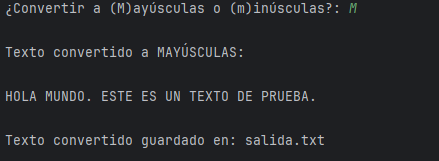 ¿Convertir a (M)ayúsculas o (m)inúsculas?: M
Texto convertido a MAYÚSCULAS:
HOLA MUNDO. ESTE ES UN TEXTO DE PRUEBA.
Texto convertido guardado en: salida.txt